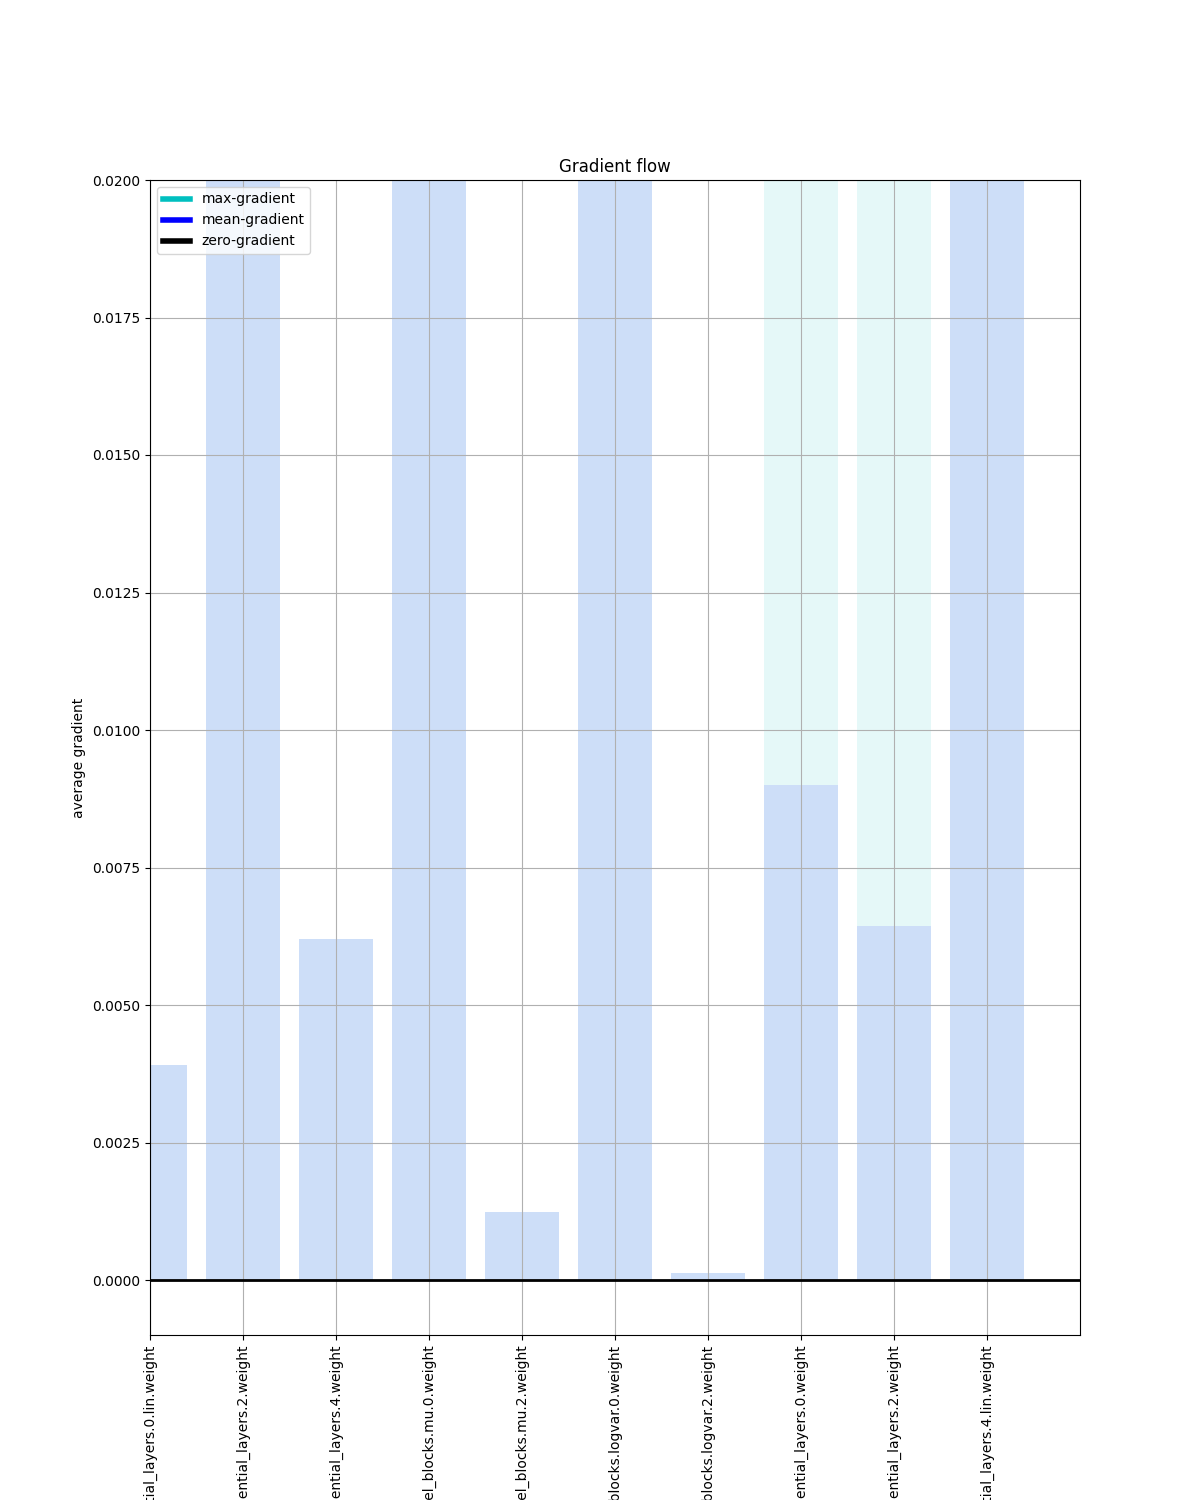 Gradient flow
max-gradient
mean-gradient
zero-gradient
average gradient
0.0200
0.0175
0.0150
0.0125
0.0100
0.0075
0.0050
0.0025
0.0000
tial_layers.0.lin.weight
ential_layers.2.weight
ential_layers.4.weight
el_blocks.mu.0.weight
el_blocks.mu.2.weight
blocks.logvar.0.weight
blocks.logvar.2.weight
ential_layers.0.weight
ential_layers.2.weight
tial_layers.4.lin.weight